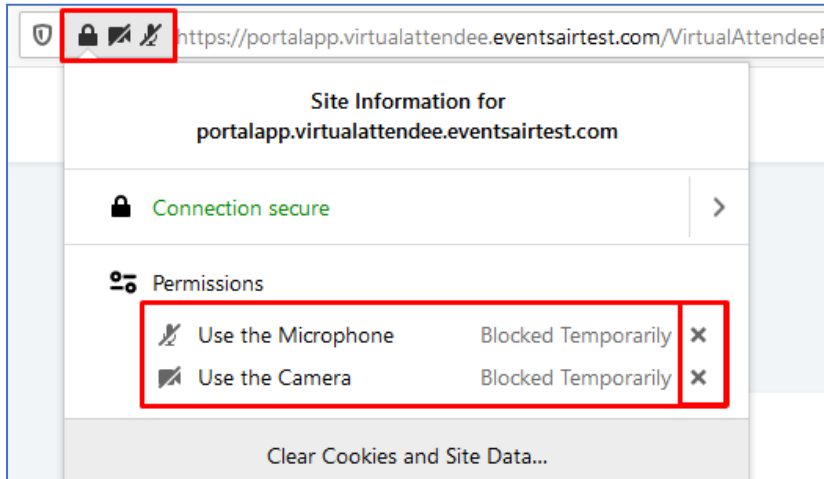 https://portalapp.virtualattendee.eventsairtest.com/VirtualAttendee
Site Information for
portalapp.virtualattendee.eventsairtest.com
Connection secure
Permissions
Use the Microphone Blocked Temporarily
Use the Camera Blocked Temporarily
Clear Cookies and Site Data...